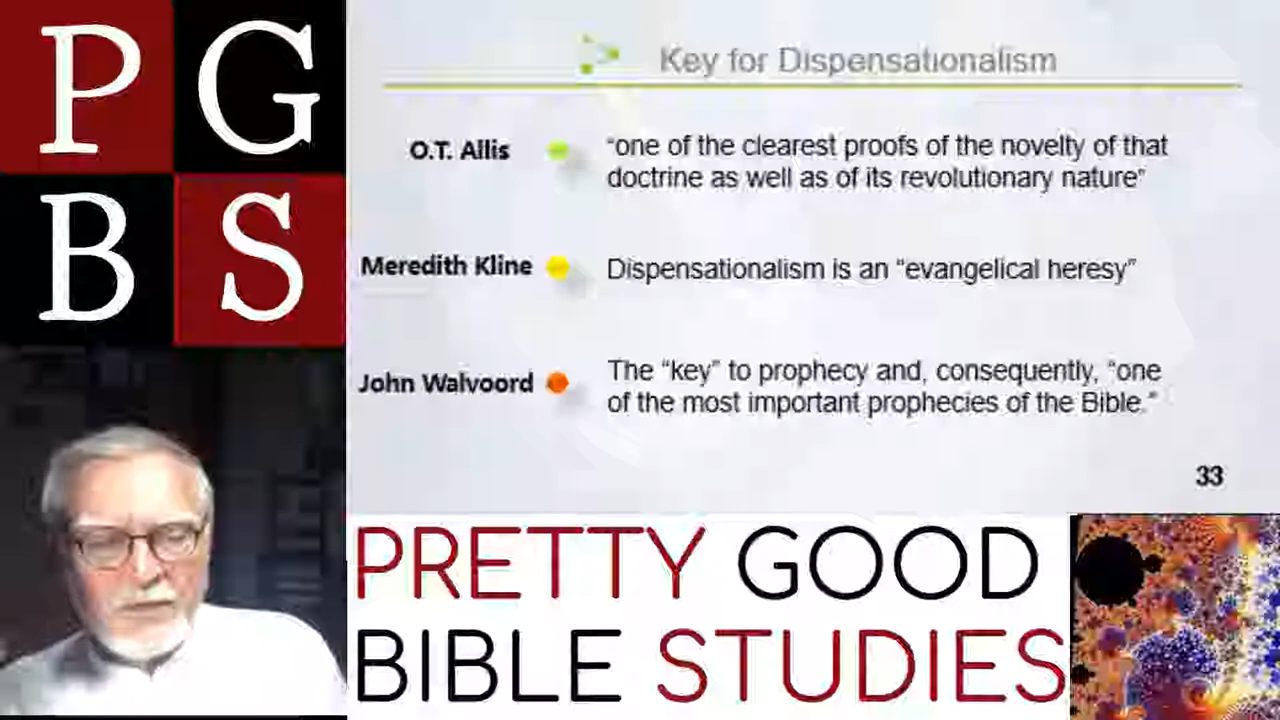 P G
B S
Key for Dispensationalism
O.T. Allis
"one of the clearest proofs of the novelty of that
doctrine as well as of its revolutionary nature"
Meredith Kline
Dispensationalism is an "evangelical heresy"
John Walvoord
The "key" to prophecy and, consequently, "one
of the most important prophecies of the Bible."
33
PRETTY GOOD
BIBLE STUDIES